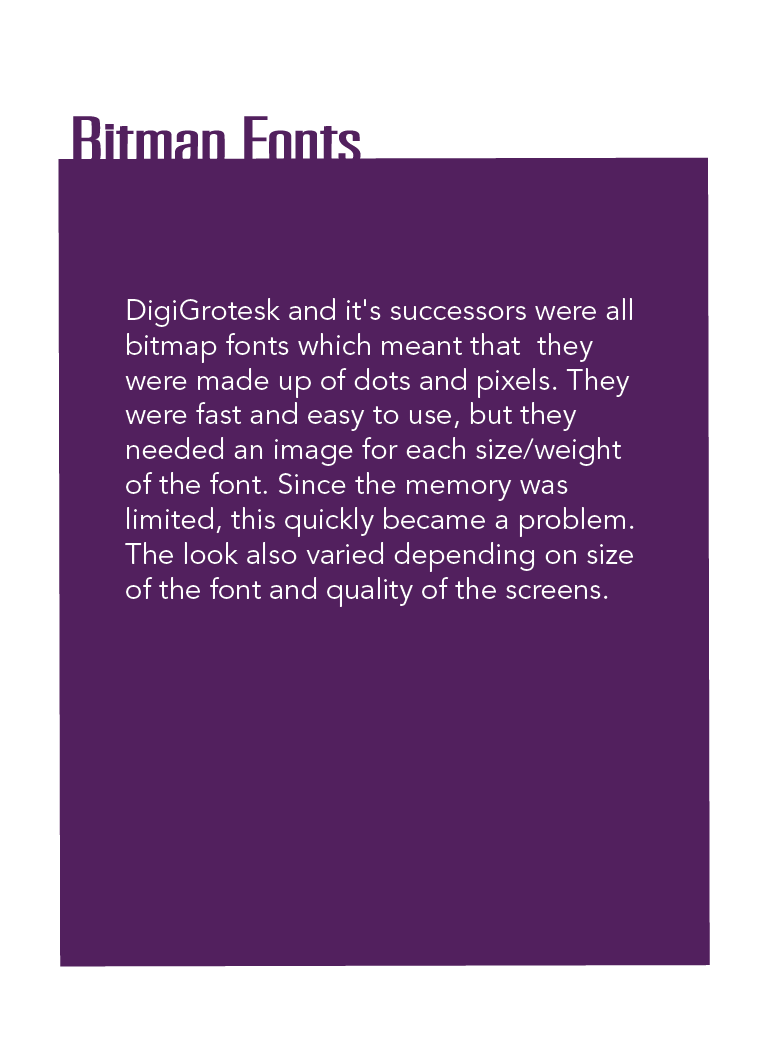 Bitmap Fonts
DigiGrotesk and it's successors were all
bitmap fonts which meant that  they
were made up of dots and pixels. They
were fast and easy to use, but they
needed an image for each size/weight
of the font. Since the memory was
limited, this quickly became a problem.
The look also varied depending on size
of the font and quality of the screens.